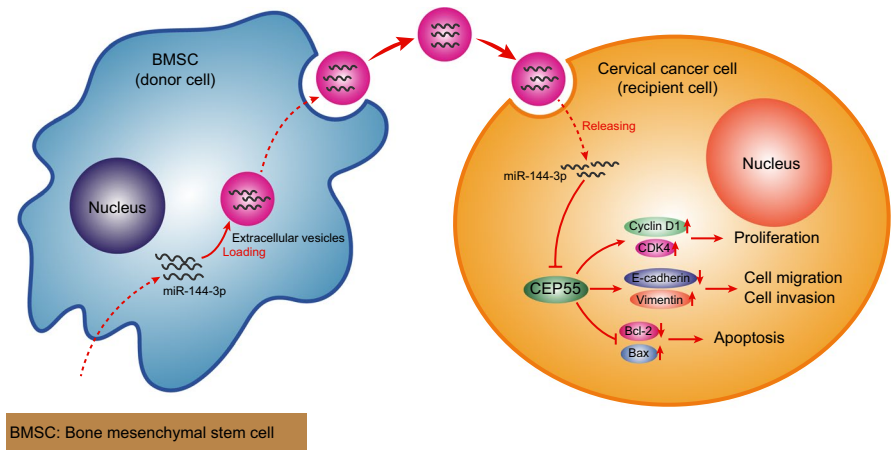 BMSC
(donor cell)
Nucleus
Extracellular vesicles
Loading
miR-144-3p
Cervical cancer cell
(recipient cell)
Releasing
miR-144-3p
Nucleus
CEP55
Cyclin D1
CDK4
Proliferation
E-cadherin
Vimentin
Cell migration
Cell invasion
Bcl-2
Bax
Apoptosis
BMSC: Bone mesenchymal stem cell